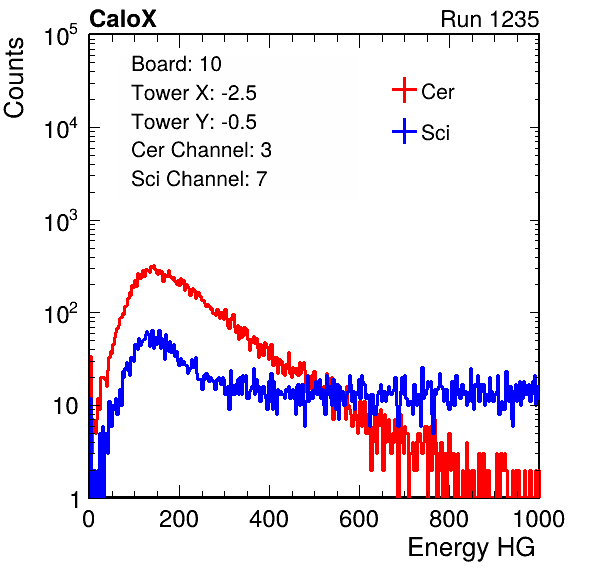 CaloX Run 1235
Counts
10^5
10^4
10^3
10^2
10
1
Board: 10
Tower X: -2.5
Tower Y: -0.5
Cer Channel: 3
Sci Channel: 7
Cer
Sci
0 200 400 600 800 1000
Energy HG